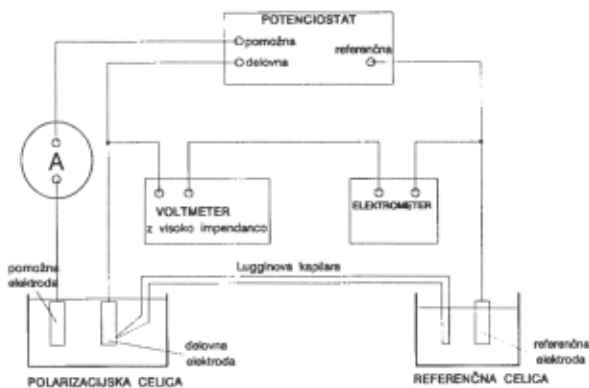 POTENCIOSTAT
pomožna
delovna
referenčna
A
VOLTMETER
z visoko impendanco
ELEKTROMETER
pomožna
elektroda
Lugginova kapilara
delovna
elektroda
referenčna
elektroda
POLARIZACIJSKA CELICA
REFERENČNA CELICA